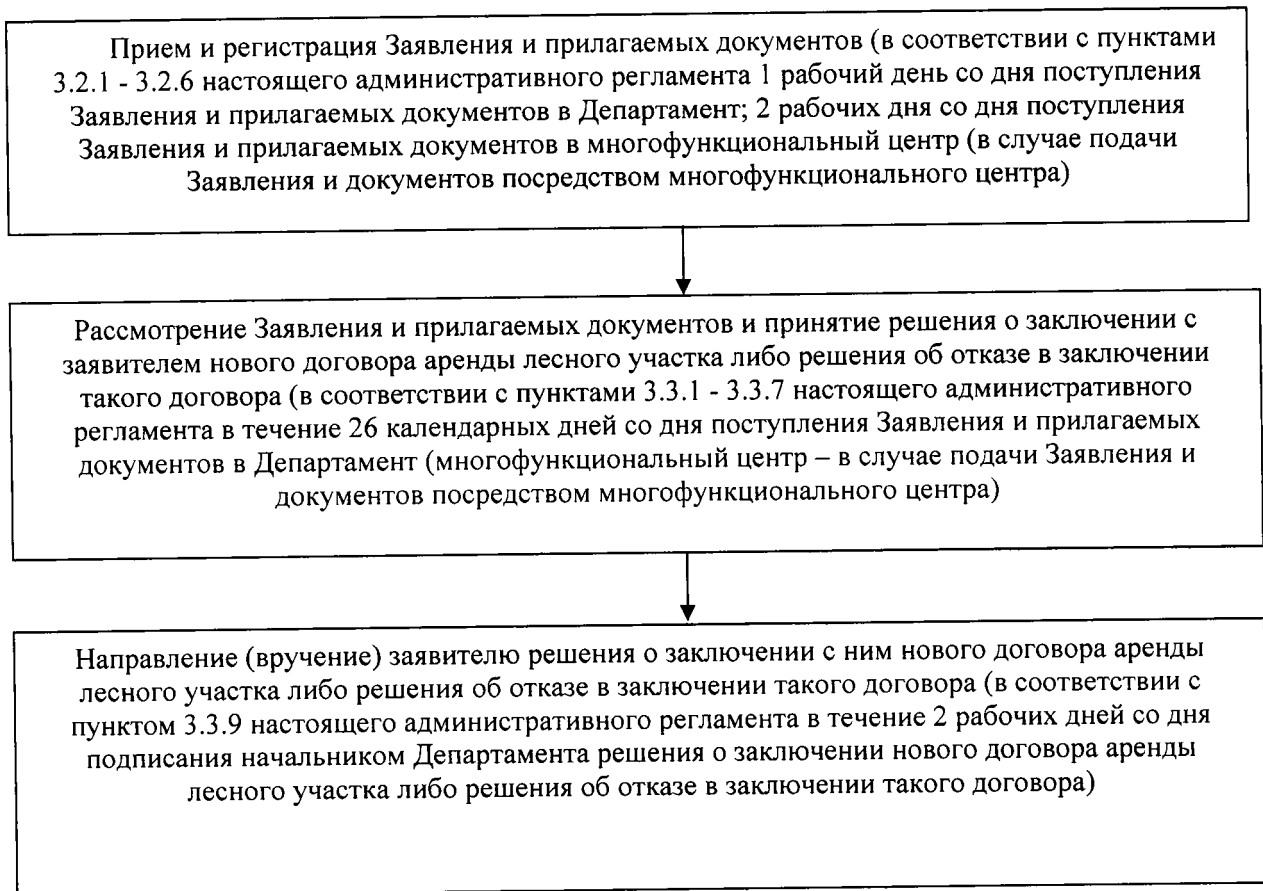 Прием и регистрация Заявления и прилагаемых документов (в соответствии с пунктами
3.2.1 - 3.2.6 настоящего административного регламента 1 рабочий день со дня поступления
Заявления и прилагаемых документов в Департамент; 2 рабочих дня со дня поступления
Заявления и прилагаемых документов в многофункциональный центр (в случае подачи
Заявления и документов посредством многофункционального центра)
Рассмотрение Заявления и прилагаемых документов и принятие решения о заключении с
заявителем нового договора аренды лесного участка либо решения об отказе в заключении
такого договора (в соответствии с пунктами 3.3.1 - 3.3.7 настоящего административного
регламента в течение 26 календарных дней со дня поступления Заявления и прилагаемых
документов в Департамент (многофункциональный центр – в случае подачи Заявления и
документов посредством многофункционального центра)
Направление (вручение) заявителю решения о заключении с ним нового договора аренды
лесного участка либо решения об отказе в заключении такого договора (в соответствии с
пунктом 3.3.9 настоящего административного регламента в течение 2 рабочих дней со дня
подписания начальником Департамента решения о заключении нового договора аренды
лесного участка либо решения об отказе в заключении такого договора)